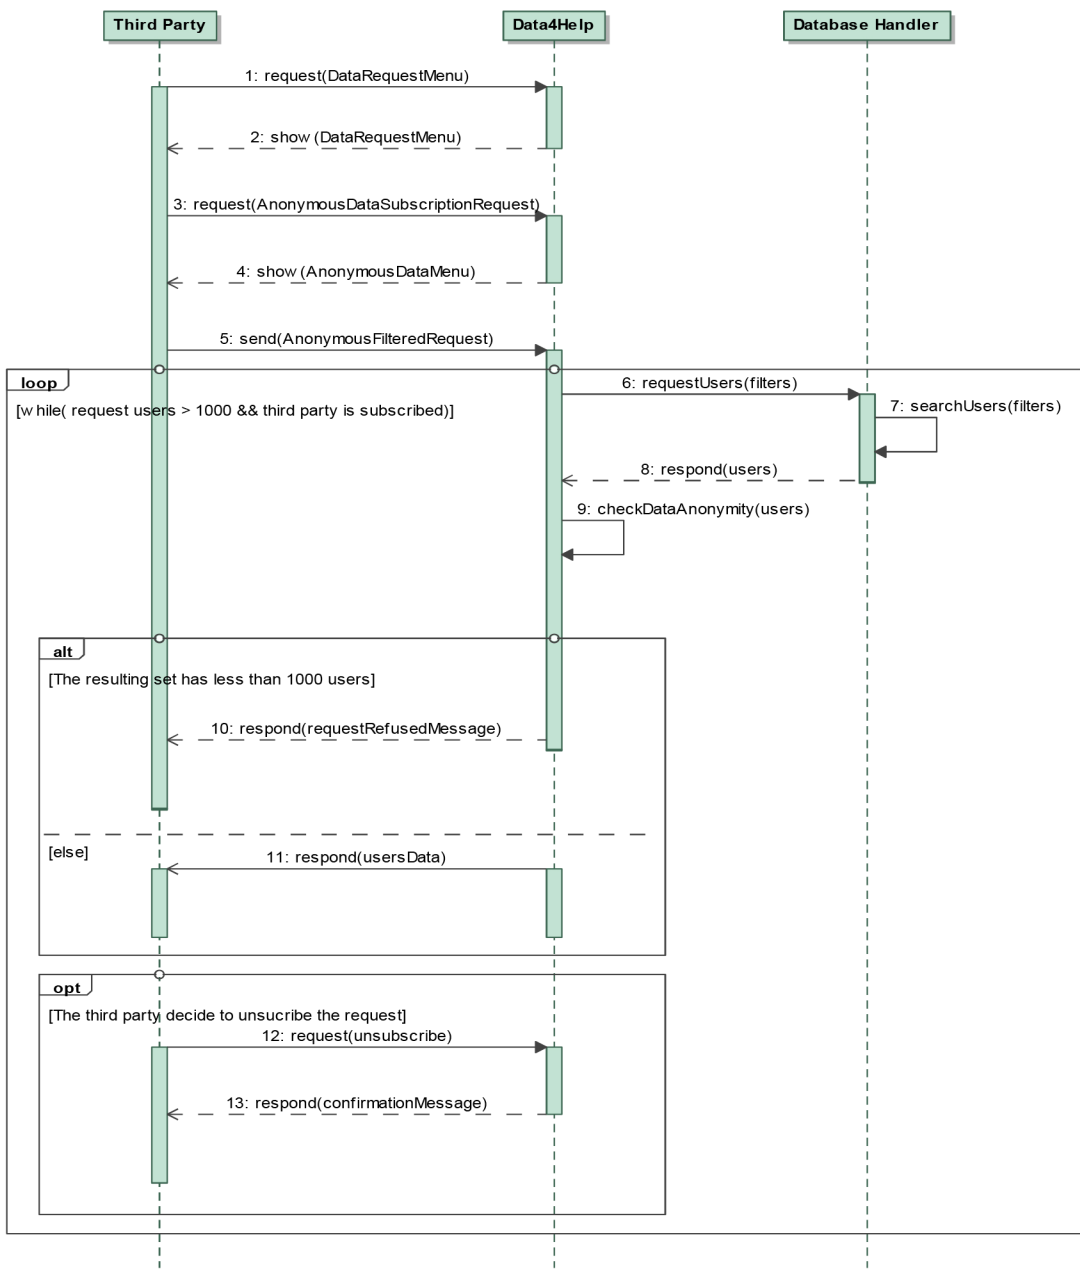 Third Party
Data4Help
Database Handler
1: request(DataRequestMenu)
2: show (DataRequestMenu)
3: request(AnonymousDataSubscriptionRequest)
4: show (AnonymousDataMenu)
5: send(AnonymousFilteredRequest)
loop
6: requestUsers(filters)
[w hile( request users > 1000 && third party is subscribed)]
7: searchUsers(filters)
8: respond(users)
9: checkDataAnonymity(users)
alt
[The resulting set has less than 1000 users]
10: respond(requestRefusedMessage)
[else]
11: respond(usersData)
opt
[The third party decide to unsucribe the request]
12: request(unsubscribe)
13: respond(confirmationMessage)